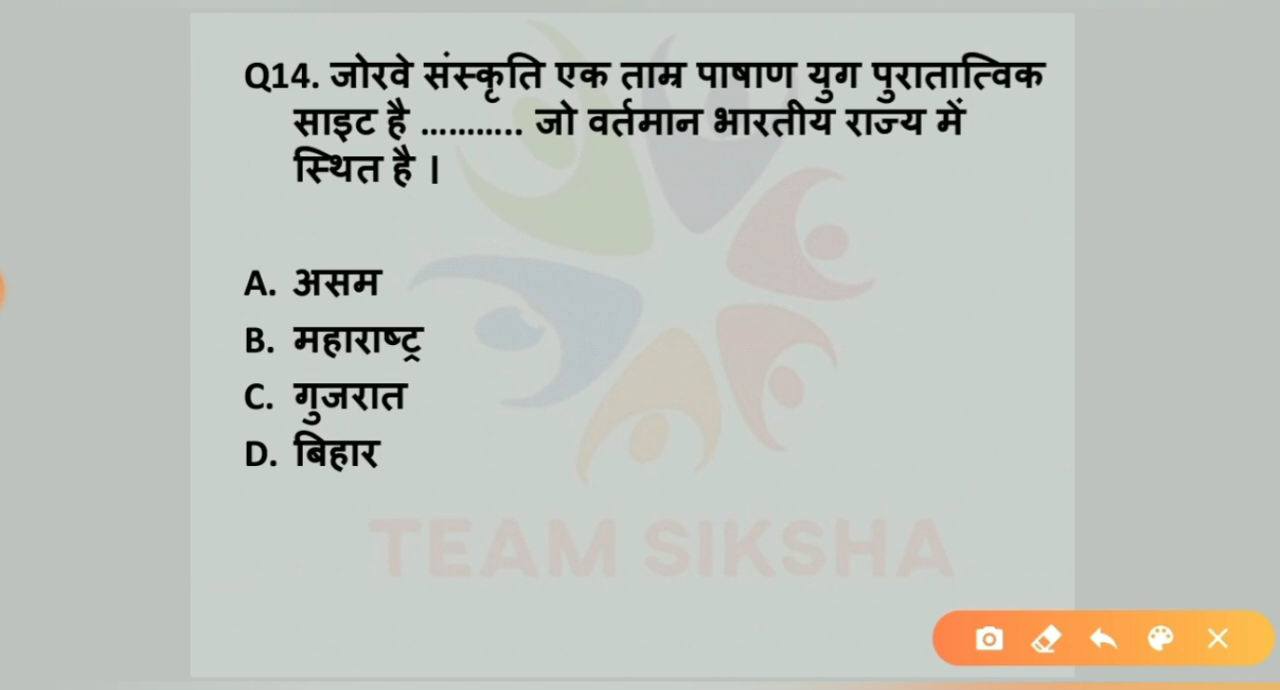 Q14. जोरवे संस्कृति एक ताम्र पाषाण युग पुरातात्विक
साइट है ........... जो वर्तमान भारतीय राज्य में
स्थित है ।
A. असम
B. महाराष्ट्र
C. गुजरात
D. बिहार
TEAM SIKSHA